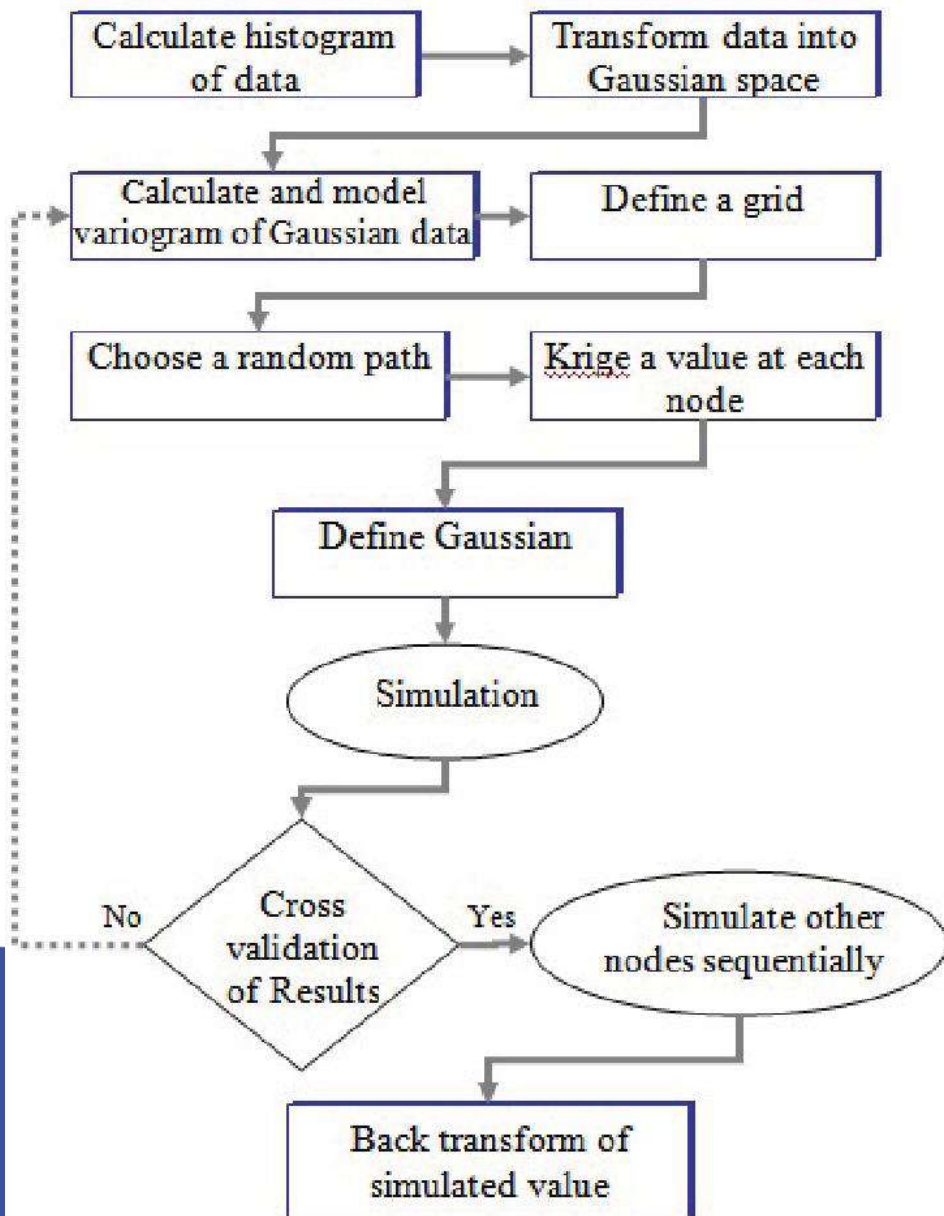 Calculate histogram
of data
Transform data into
Gaussian space
Calculate and model
variogram of Gaussian data
Define a grid
Choose a random path
Krige a value at each
node
Define Gaussian
Simulation
Cross
validation
of Results
No
Yes
Simulate other
nodes sequentially
Back transform of
simulated value